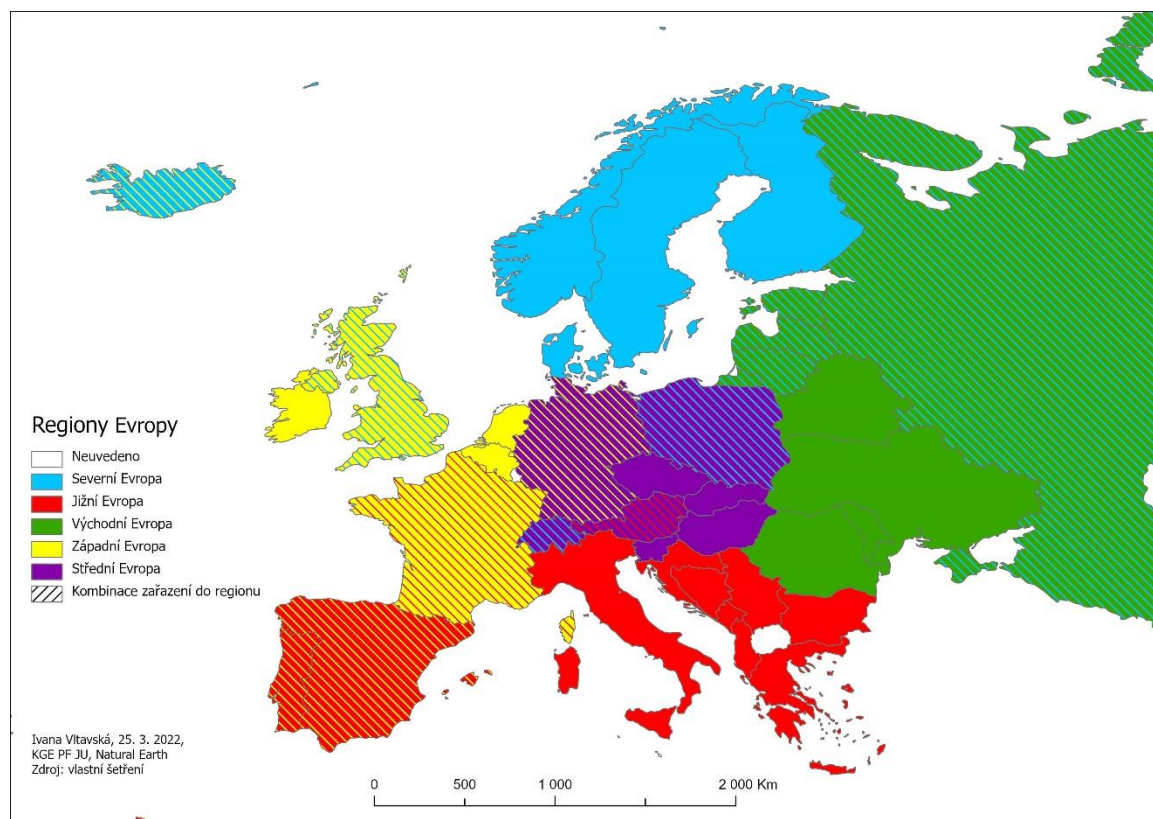 Regiony Evropy
Neuvedeno
Severní Evropa
Jižní Evropa
Východní Evropa
Západní Evropa
Střední Evropa
Kombinace zařazení do regionu
Ivana Vltavská, 25. 3. 2022,
KGE PF JU, Natural Earth
Zdroj: vlastní šetření
0 500 1 000 2 000 Km